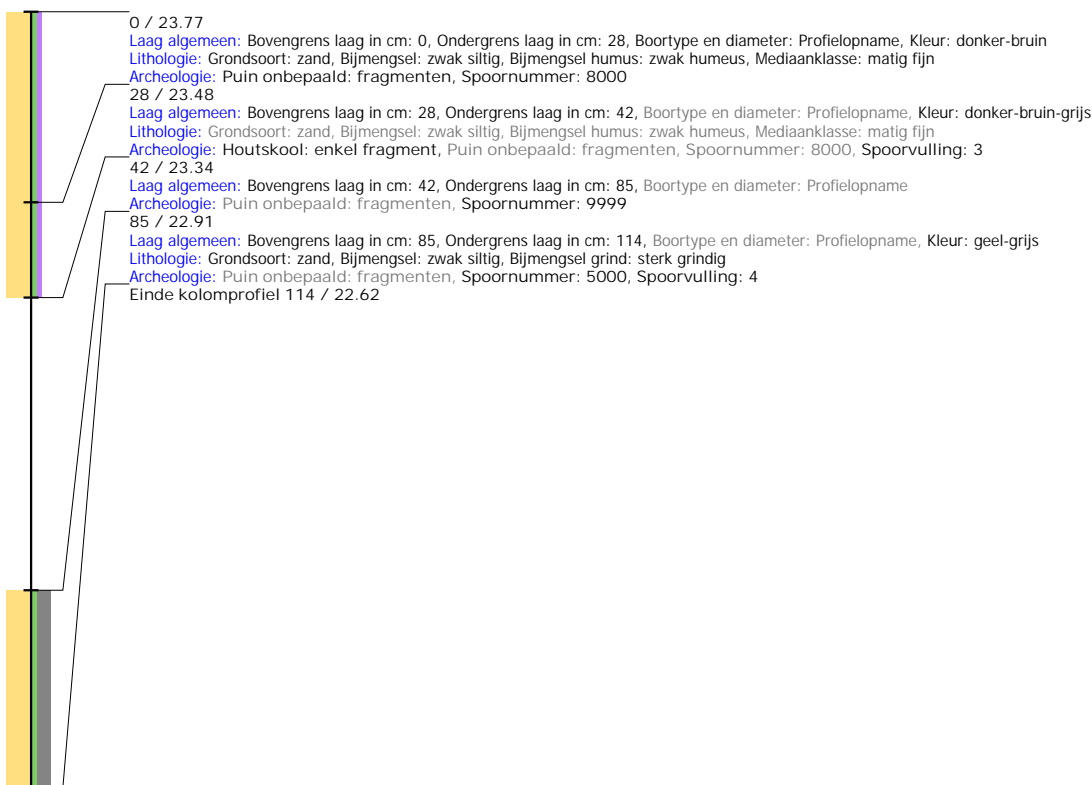 0 / 23.77
Laag algemeen: Bovengrens laag in cm: 0, Ondergrens laag in cm: 28, Boortype en diameter: Profielopname, Kleur: donker-bruin
Lithologie: Grondsoort: zand, Bijmengsel: zwak siltig, Bijmengsel humus: zwak humeus, Mediaanklasse: matig fijn
Archeologie: Puin onbepaald: fragmenten, Spoornummer: 8000
28 / 23.48
Laag algemeen: Bovengrens laag in cm: 28, Ondergrens laag in cm: 42, Boortype en diameter: Profielopname, Kleur: donker-bruin-grijs
Lithologie: Grondsoort: zand, Bijmengsel: zwak siltig, Bijmengsel humus: zwak humeus, Mediaanklasse: matig fijn
Archeologie: Houtskool: enkel fragment, Puin onbepaald: fragmenten, Spoornummer: 8000, Spoorvulling: 3
42 / 23.34
Laag algemeen: Bovengrens laag in cm: 42, Ondergrens laag in cm: 85, Boortype en diameter: Profielopname
Archeologie: Puin onbepaald: fragmenten, Spoornummer: 9999
85 / 22.91
Laag algemeen: Bovengrens laag in cm: 85, Ondergrens laag in cm: 114, Boortype en diameter: Profielopname, Kleur: geel-grijs
Lithologie: Grondsoort: zand, Bijmengsel: zwak siltig, Bijmengsel grind: sterk grindig
Archeologie: Puin onbepaald: fragmenten, Spoornummer: 5000, Spoorvulling: 4
Einde kolomprofiel 114 / 22.62